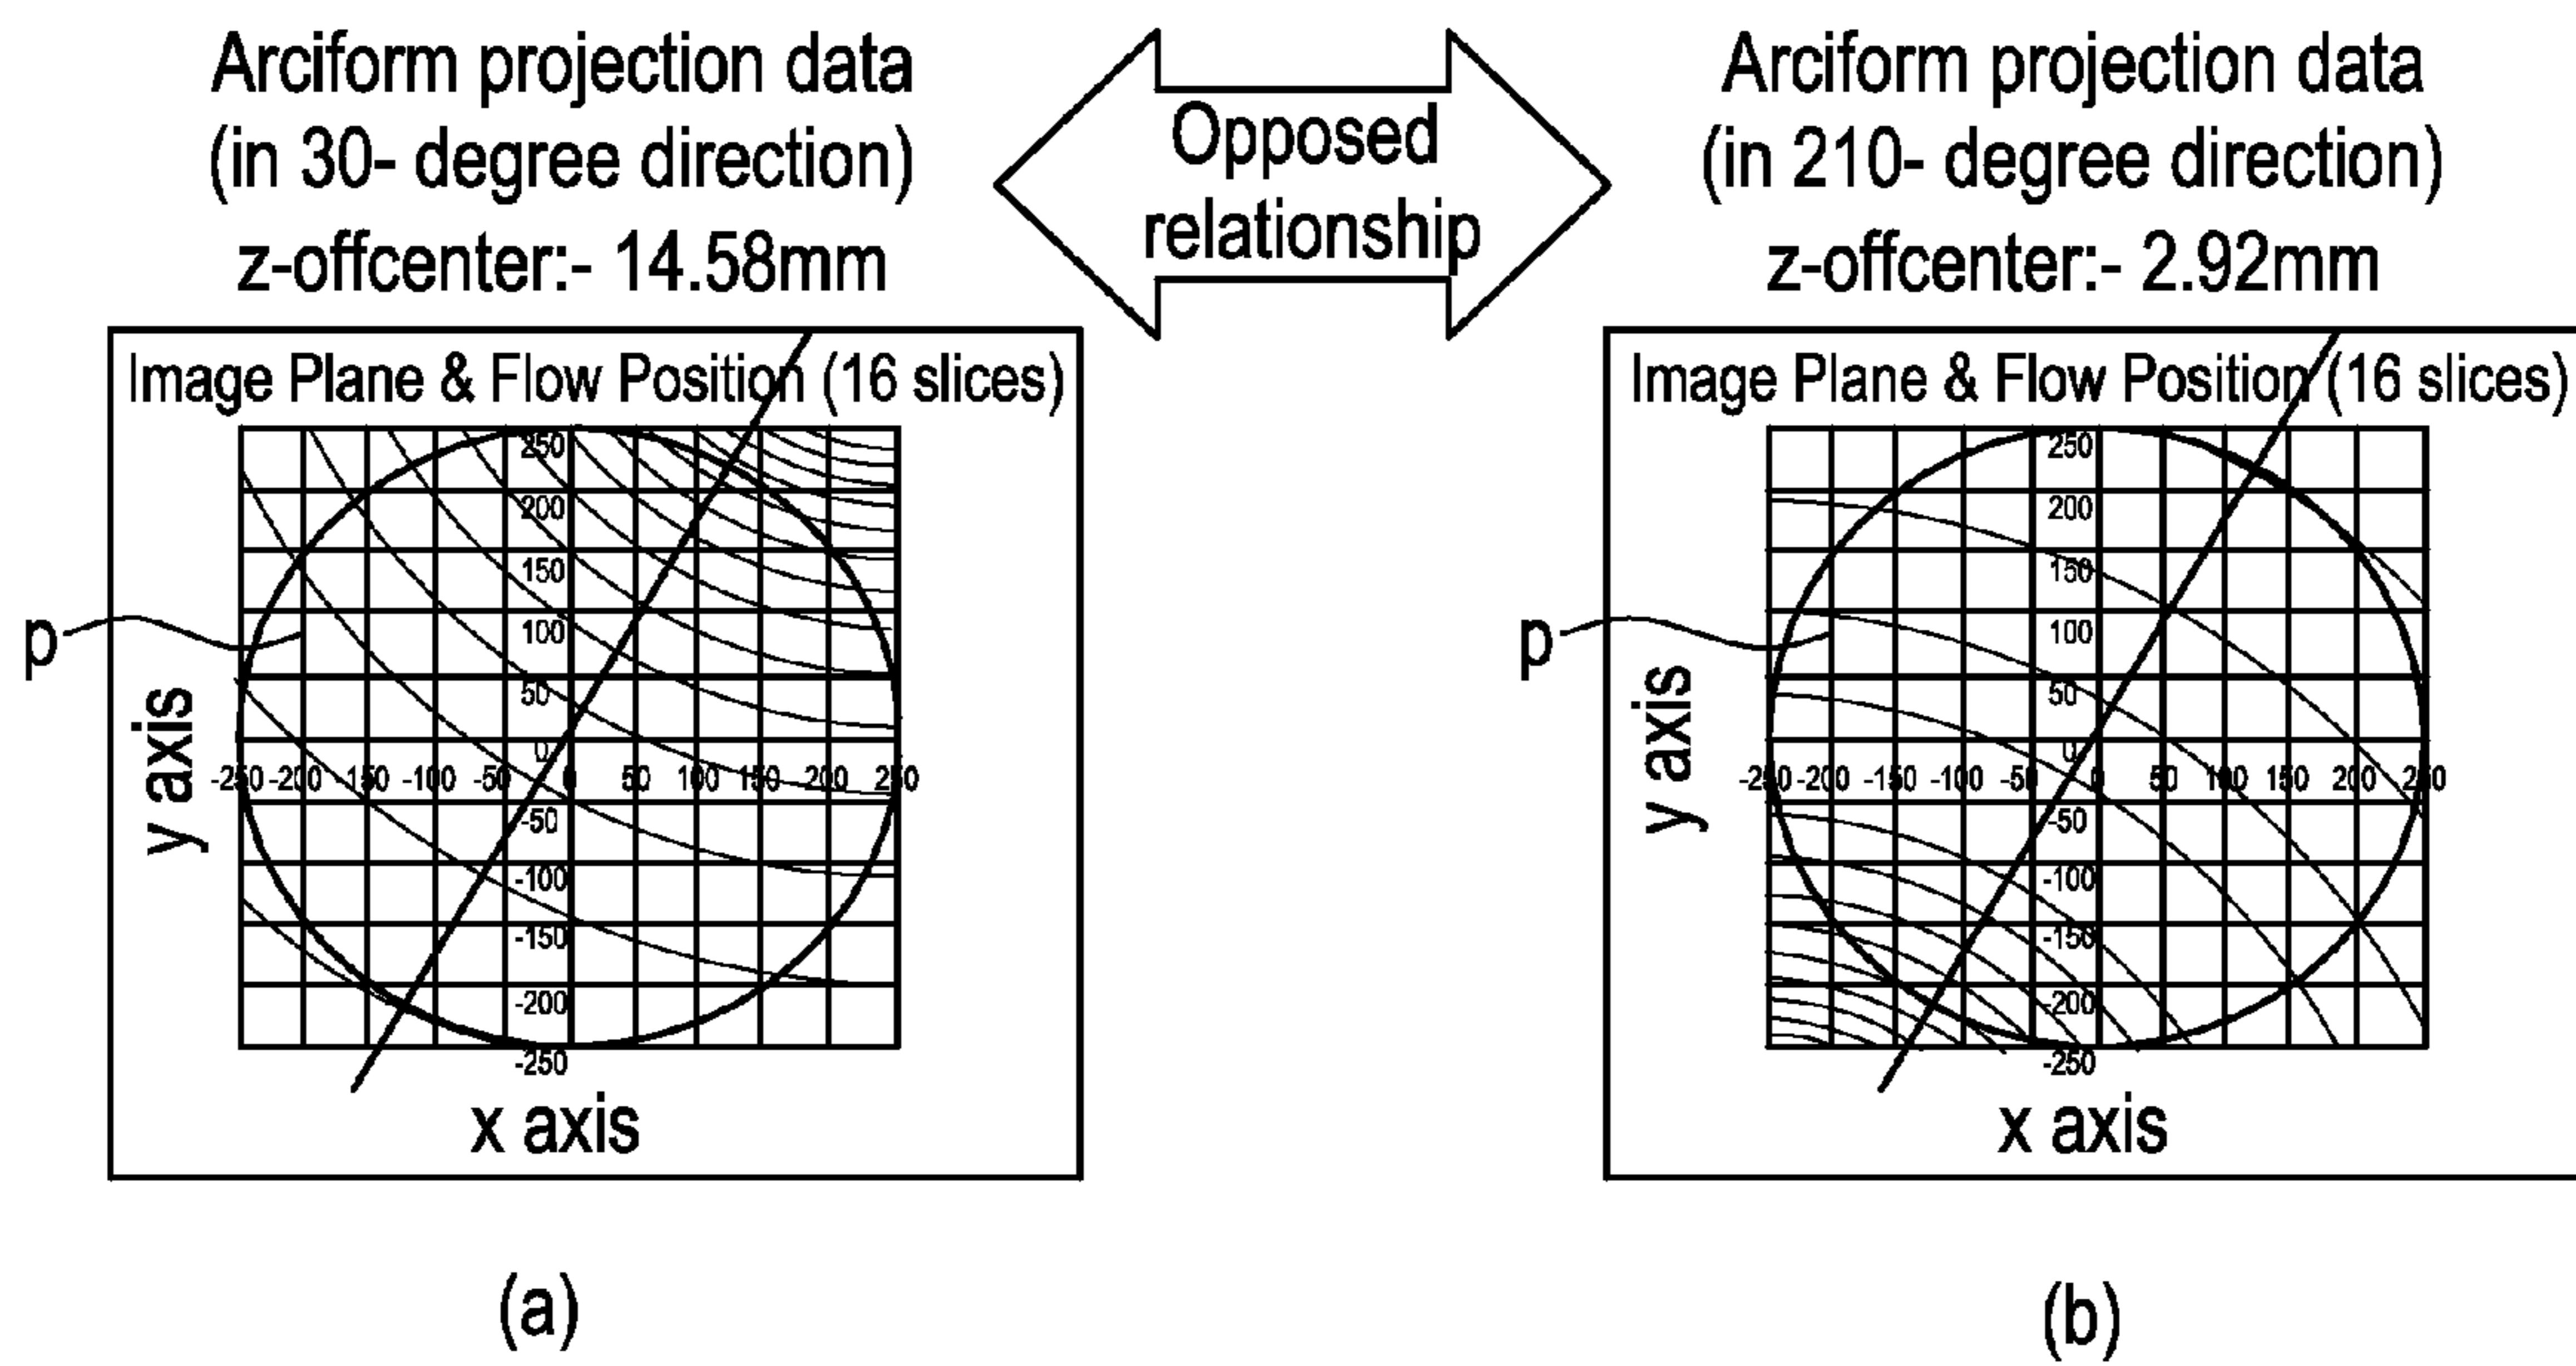 Arciform projection data
(in 30- degree direction)
z-offcenter:- 14.58mm
Opposed
relationship
Arciform projection data
(in 210- degree direction)
z-offcenter:- 2.92mm
Image Plane & Flow Position (16 slices)
250
200
150
100
50
0
-250 -200 150 -100 -50 0 50 100 150 200 250
-50
-100
-150
-200
-250
p
y axis
x axis
(a)
Image Plane & Flow Position (16 slices)
250
200
150
100
50
0
-250 -200 -150 -100 -50 0 50 100 150 200 250
-50
-100
-150
-200
-250
p
y axis
x axis
(b)